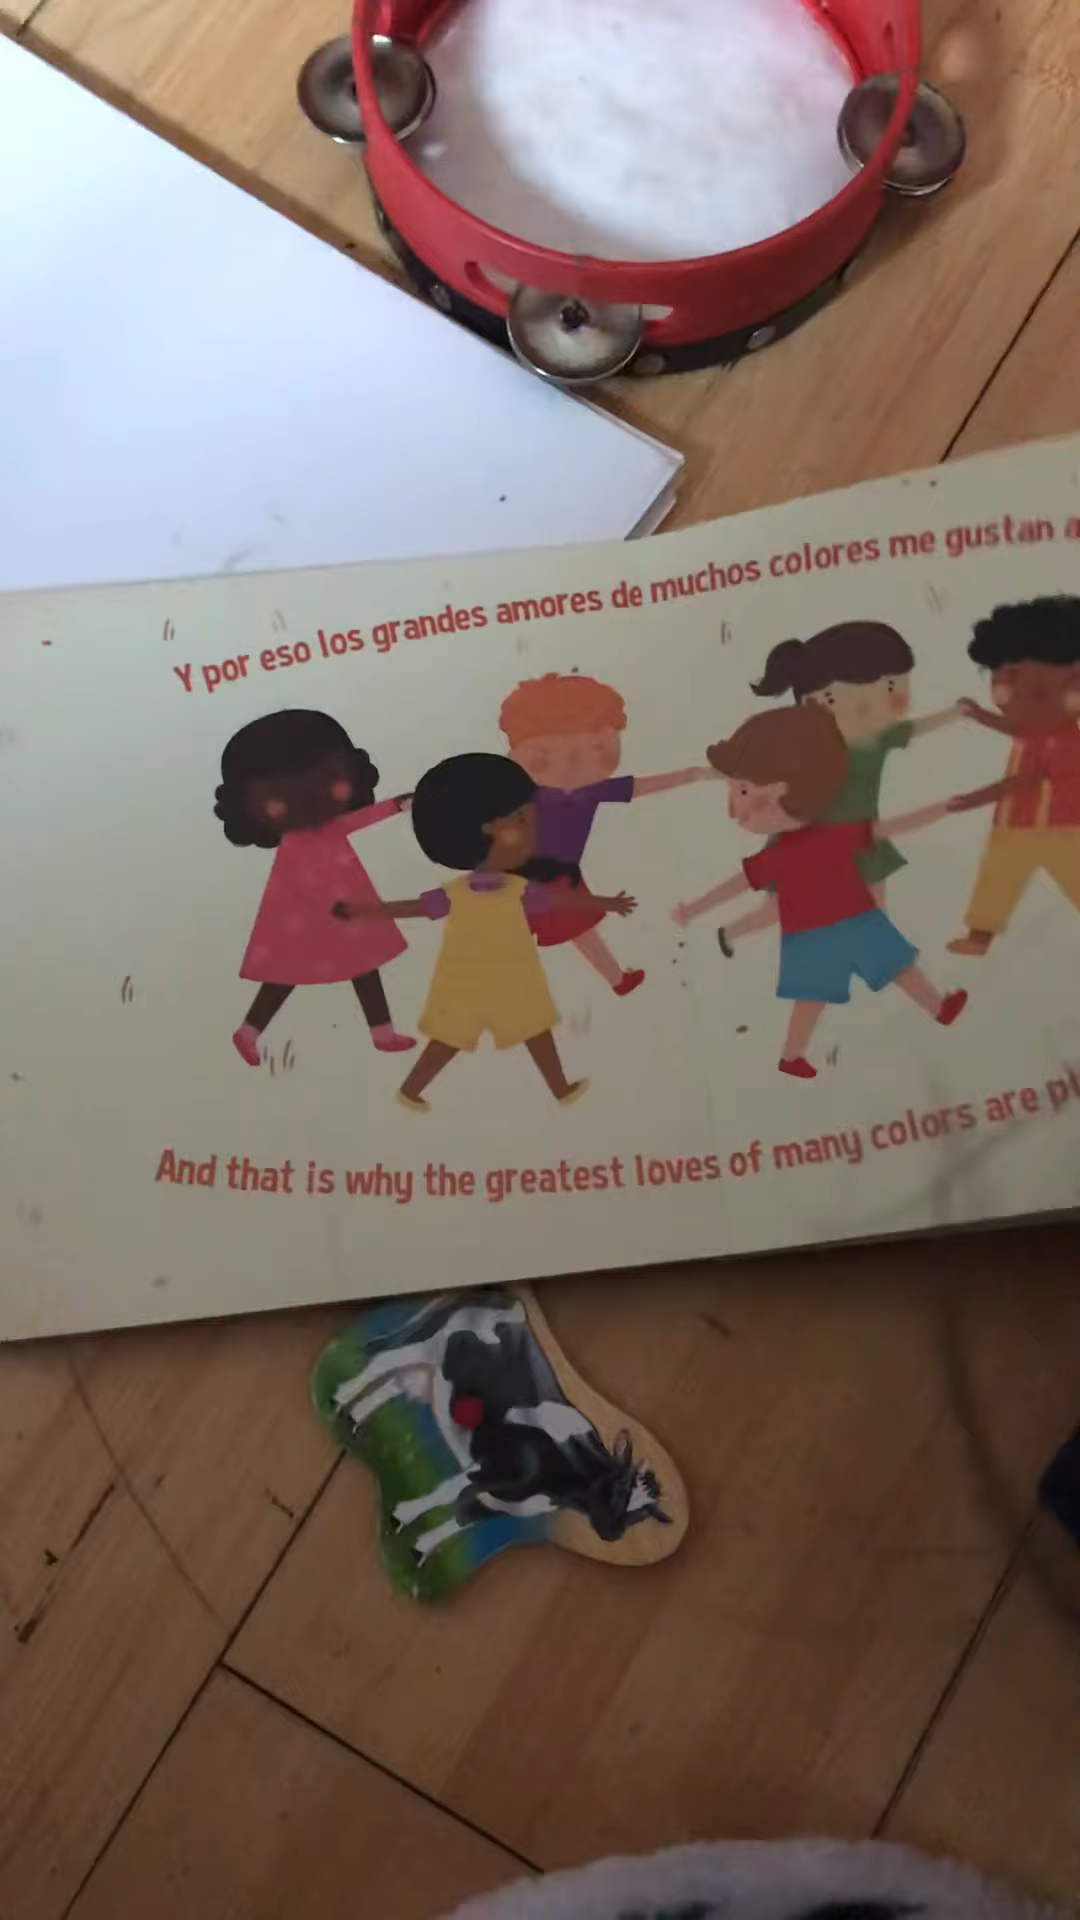 Y por eso los grandes amores de muchos colores me gustan
And that is why the greatest loves of many colors are